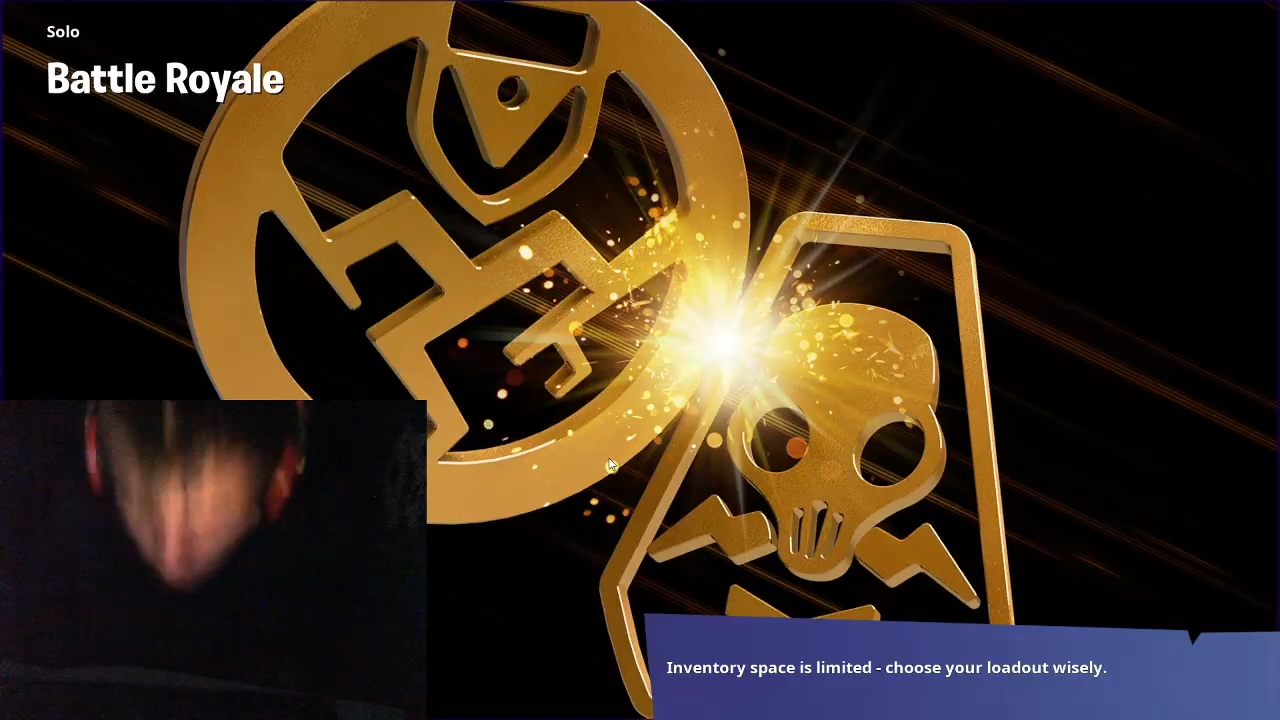 Solo
Battle Royale
Inventory space is limited - choose your loadout wisely.